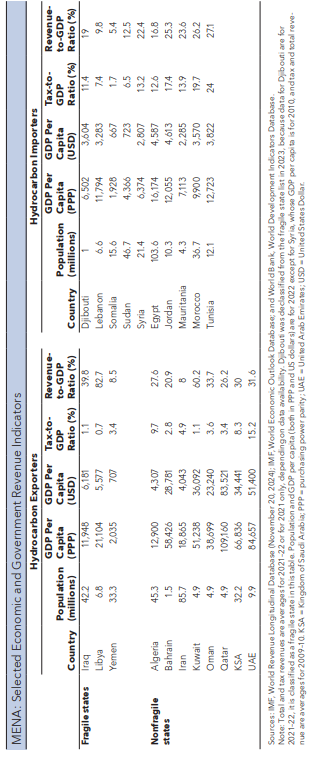 MENA: Selected Economic and Government Revenue Indicators
Hydrocarbon Exporters Hydrocarbon Importers
Country Population (millions) GDP Per Capita (PPP) GDP Per Capita (USD) Tax-to-GDP Ratio (%) Revenue-to-GDP Ratio (%) Country Population (millions) GDP Per Capita (PPP) GDP Per Capita (USD) Tax-to-GDP Ratio (%) Revenue-to-GDP Ratio (%)
Fragile states Iraq 42.2 11,948 6,181 1.1 39.8 Djibouti 1 6,502 3,604 11.4 19
Libya 6.8 21,104 5,577 0.7 82.7 Lebanon 6.6 11,794 3,283 7.4 9.8
Yemen 33.3 2,035 707 3.4 8.5 Somalia 15.6 1,928 667 1.7 5.4
Sudan 46.7 4,366 723 6.5 12.5
Syria 21.4 6,374 2,807 13.2 22.4
Nonfragile states Algeria 45.3 12,900 4,307 9.7 27.6 Egypt 103.6 16,174 4,587 12.6 16.8
Bahrain 1.5 58,426 28,781 2.8 20.9 Jordan 10.3 12,055 4,613 17.4 25.3
Iran 85.7 18,865 4,043 4.9 8 Mauritania 4.3 7,113 2,285 13.9 23.6
Kuwait 4.9 51,238 36,092 1.1 60.2 Morocco 36.7 9,900 3,570 19.7 26.2
Oman 4.9 38,699 23,240 3.6 33.7 Tunisia 12.1 12,723 3,822 24 27.1
Qatar 4.9 109,160 83,521 3.4 26.2
KSA 32.2 66,836 34,441 8.3 30
UAE 9.9 84,657 51,400 15.2 31.6
Sources: IMF, World Revenue Longitudinal Database (November 20, 2024); IMF, World Economic Outlook Database; and World Bank, World Development Indicators Database.
Note: Total and tax revenues are averages for 2021-22 or for 2021 only, depending on data availability. Djibouti was declassified from the fragile state list in 2023, because data for Djibouti are for
2021-22, it is classified as a fragile state in this table. Population and GDP per capita (both in PPP and US dollars) are for 2022 except for Syria, whose GDP per capita is for 2010, and tax and total reve-
nue are averages for 2009-10. KSA = Kingdom of Saudi Arabia; PPP = purchasing power parity; UAE = United Arab Emirates; USD = United States Dollar.